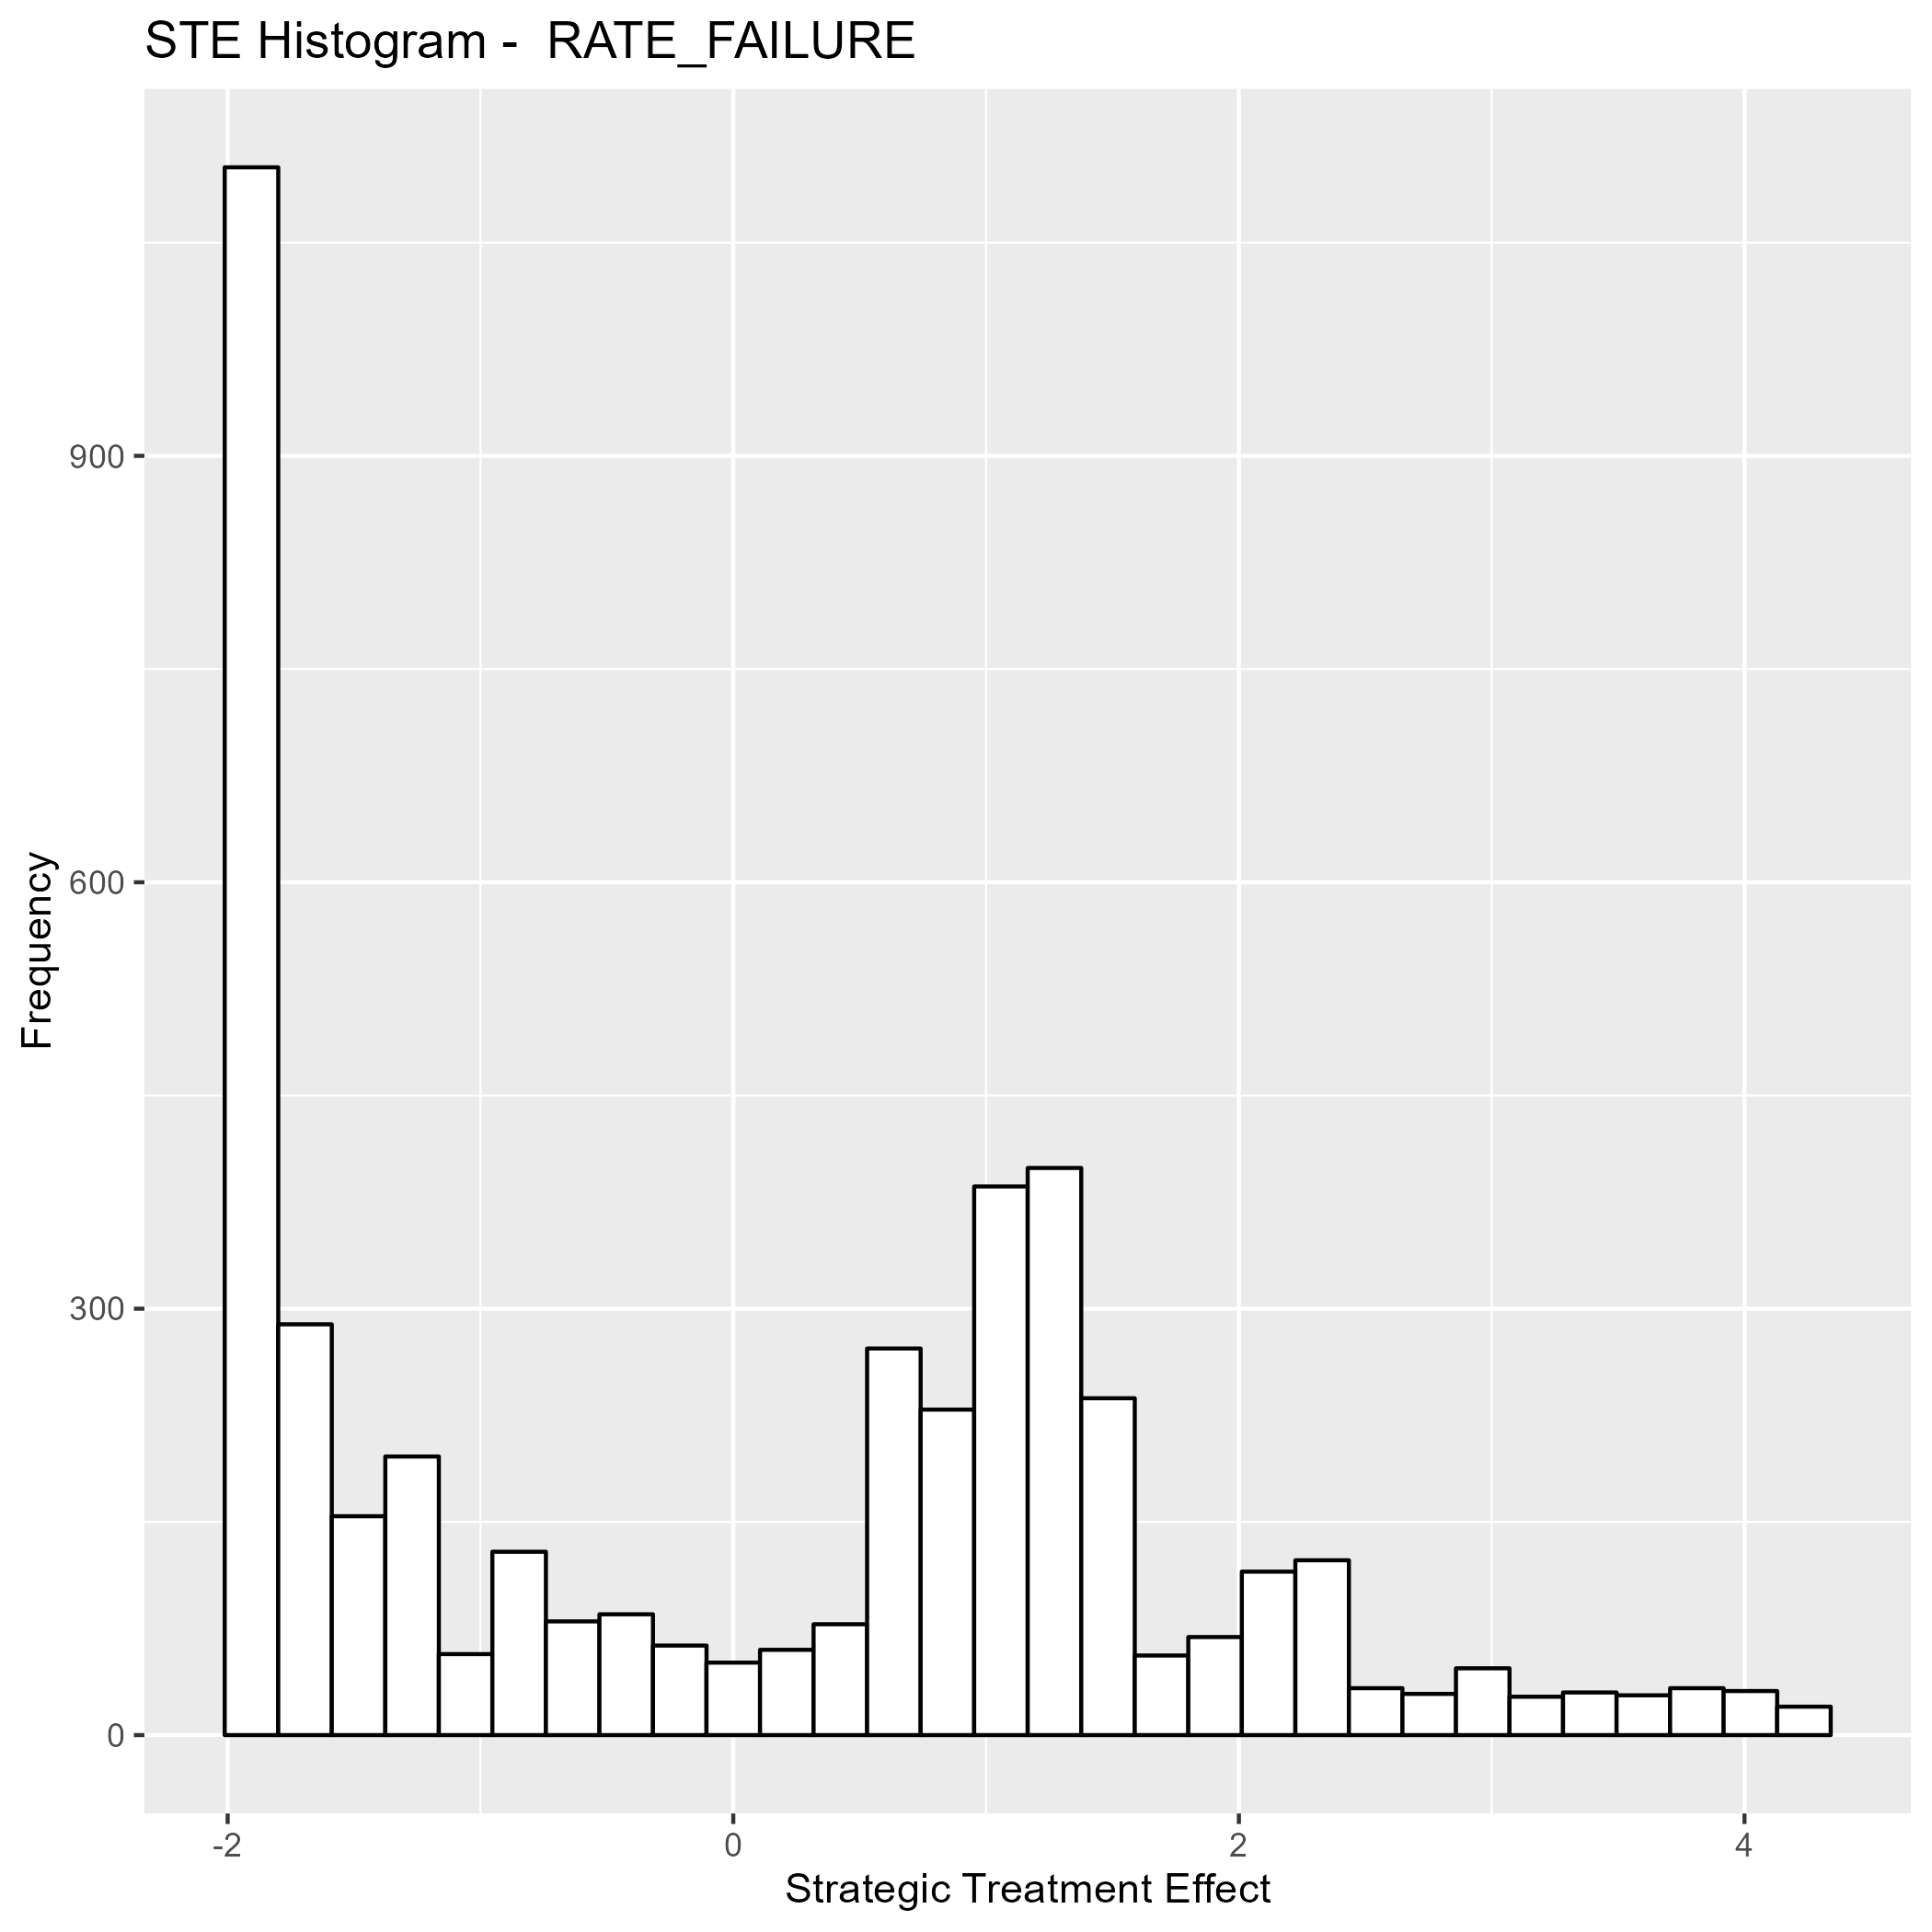 STE Histogram -  RATE_FAILURE
900
600
300
0
Frequency
-2
0
2
4
Strategic Treatment Effect